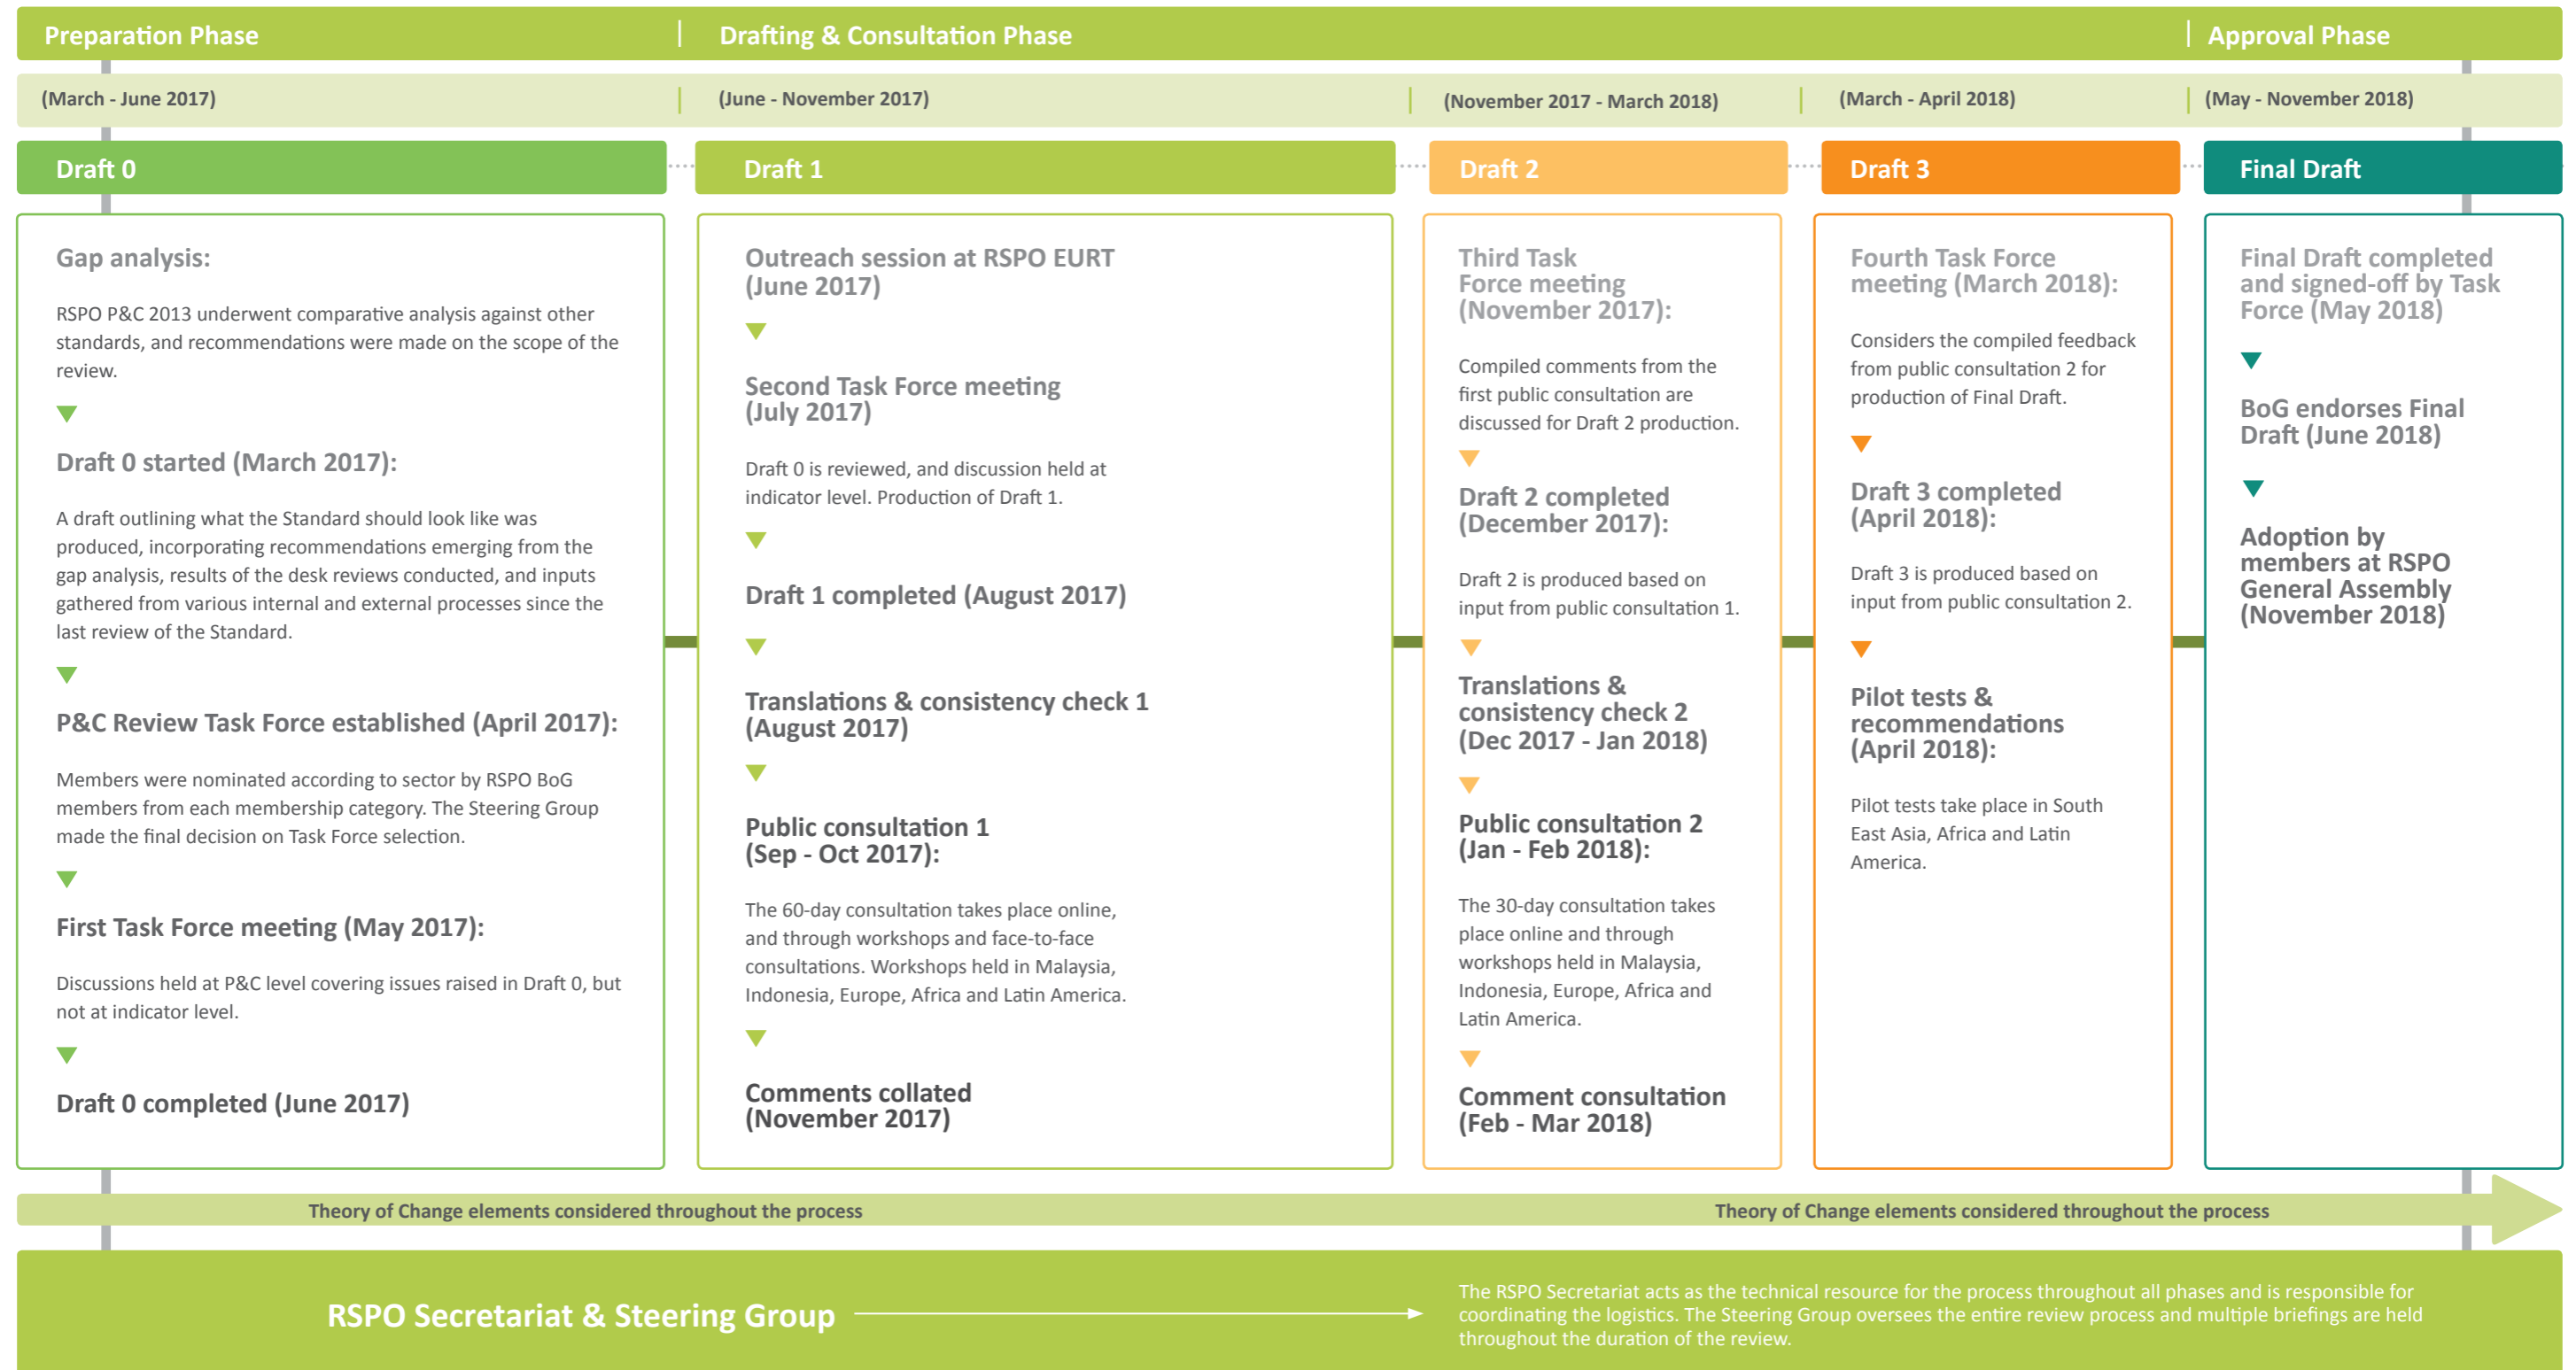 Preparation Phase
Drafting & Consultation Phase
Approval Phase
(March - June 2017)
(June - November 2017)
(November 2017 - March 2018)
(March - April 2018)
(May - November 2018)
Draft 0
Draft 1
Draft 2
Draft 3
Final Draft
Gap analysis:
RSPO P&C 2013 underwent comparative analysis against other
standards, and recommendations were made on the scope of the
review.
Draft 0 started (March 2017):
A draft outlining what the Standard should look like was
produced, incorporating recommendations emerging from the
gap analysis, results of the desk reviews conducted, and inputs
gathered from various internal and external processes since the
last review of the Standard.
P&C Review Task Force established (April 2017):
Members were nominated according to sector by RSPO BoG
members from each membership category. The Steering Group
made the final decision on Task Force selection.
First Task Force meeting (May 2017):
Discussions held at P&C level covering issues raised in Draft 0, but
not at indicator level.
Draft 0 completed (June 2017)
Outreach session at RSPO EURT
(June 2017)
Second Task Force meeting
(July 2017)
Draft 0 is reviewed, and discussion held at
indicator level. Production of Draft 1.
Draft 1 completed (August 2017)
Translations & consistency check 1
(August 2017)
Public consultation 1
(Sep - Oct 2017):
The 60-day consultation takes place online,
and through workshops and face-to-face
consultations. Workshops held in Malaysia,
Indonesia, Europe, Africa and Latin America.
Comments collated
(November 2017)
Third Task
Force meeting
(November 2017):
Compiled comments from the
first public consultation are
discussed for Draft 2 production.
Draft 2 completed
(December 2017):
Draft 2 is produced based on
input from public consultation 1.
Translations &
consistency check 2
(Dec 2017 - Jan 2018)
Public consultation 2
(Jan - Feb 2018):
The 30-day consultation takes
place online and through
workshops held in Malaysia,
Indonesia, Europe, Africa and
Latin America.
Comment consultation
(Feb - Mar 2018)
Fourth Task Force
meeting (March 2018):
Considers the compiled feedback
from public consultation 2 for
production of Final Draft.
Draft 3 completed
(April 2018):
Draft 3 is produced based on
input from public consultation 2.
Pilot tests &
recommendations
(April 2018):
Pilot tests take place in South
East Asia, Africa and Latin
America.
Final Draft completed
and signed-off by Task
Force (May 2018)
BoG endorses Final
Draft (June 2018)
Adoption by
members at RSPO
General Assembly
(November 2018)
Theory of Change elements considered throughout the process
Theory of Change elements considered throughout the process
RSPO Secretariat & Steering Group
The RSPO Secretariat acts as the technical resource for the process throughout all phases and is responsible for
coordinating the logistics. The Steering Group oversees the entire review process and multiple briefings are held
throughout the duration of the review.